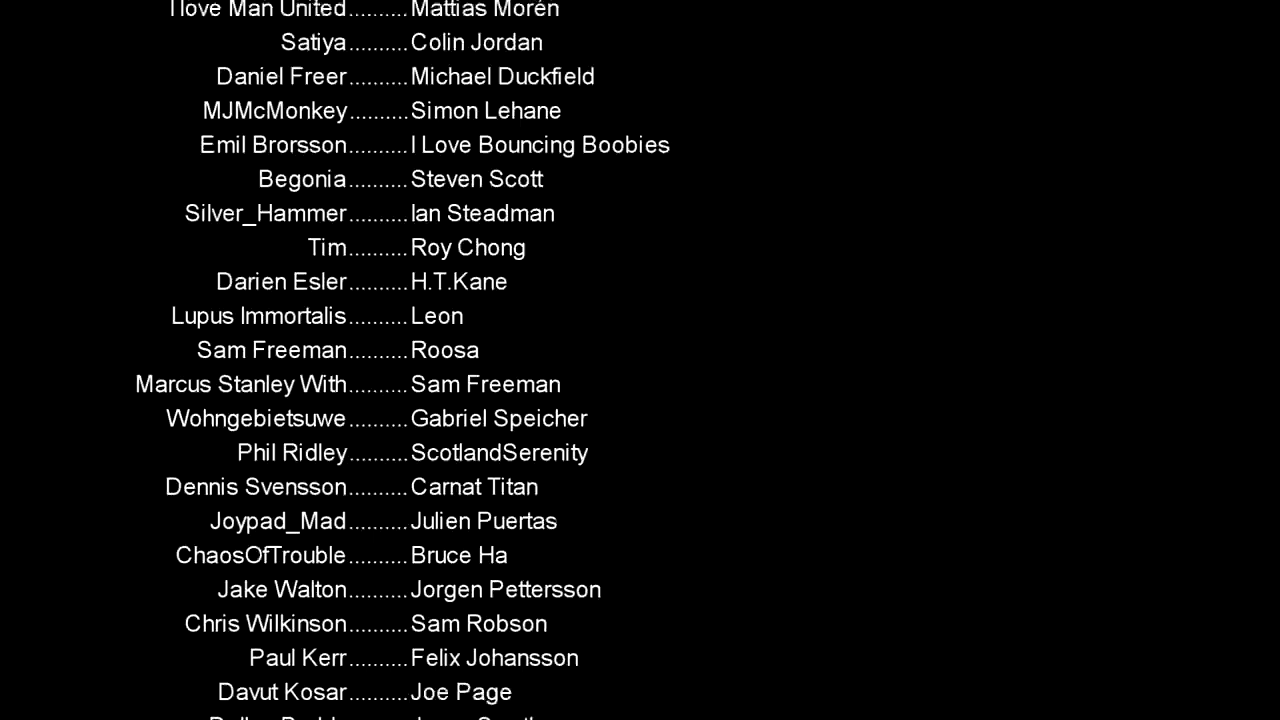 I love Man United..........Mattias Morén
Satiya..........Colin Jordan
Daniel Freer..........Michael Duckfield
MJMcMonkey..........Simon Lehane
Emil Brorsson..........I Love Bouncing Boobies
Begonia..........Steven Scott
Silver_Hammer..........Ian Steadman
Tim..........Roy Chong
Darien Esler..........H.T.Kane
Lupus Immortalis..........Leon
Sam Freeman..........Roosa
Marcus Stanley With..........Sam Freeman
Wohngebietsuwe..........Gabriel Speicher
Phil Ridley..........ScotlandSerenity
Dennis Svensson..........Carnat Titan
Joypad_Mad..........Julien Puertas
ChaosOfTrouble..........Bruce Ha
Jake Walton..........Jorgen Pettersson
Chris Wilkinson..........Sam Robson
Paul Kerr..........Felix Johansson
Davut Kosar..........Joe Page